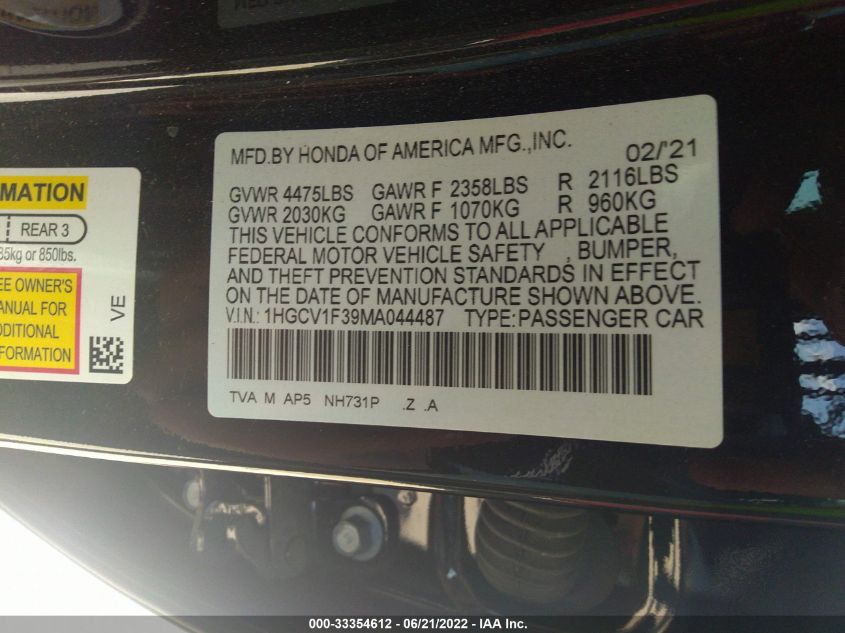 MFD.BY HONDA OF AMERICA MFG.,INC. 02/'21
GVWR 4475LBS GAWR F 2358LBS R 2116LBS
GVWR 2030KG GAWR F 1070KG R 960KG
THIS VEHICLE CONFORMS TO ALL APPLICABLE
FEDERAL MOTOR VEHICLE SAFETY , BUMPER,
AND THEFT PREVENTION STANDARDS IN EFFECT
ON THE DATE OF MANUFACTURE SHOWN ABOVE.
V.I.N.: 1HGCV1F39MA044487 TYPE:PASSENGER CAR
TVA M AP5 NH731P .Z .A
MATION
REAR 3
85kg or 850lbs.
EE OWNER'S
ANUAL FOR
DDITIONAL
FORMATION
VE
000-33354612 - 06/21/2022 - IAA Inc.